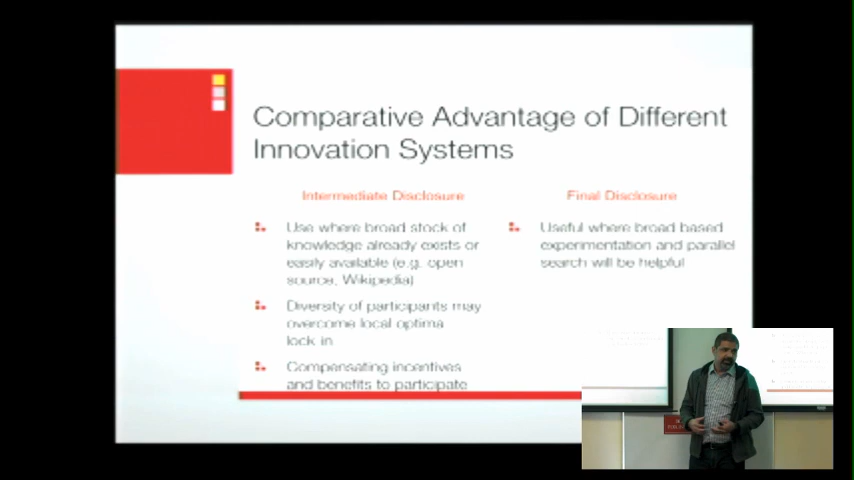 Comparative Advantage of Different
Innovation Systems
Intermediate Disclosure
Use where broad stock of
knowledge already exists or
easily available (e.g. open
source, Wikipedia)
Diversity of participants may
overcome local optima
lock in
Compensating incentives
and benefits to participate
Final Disclosure
Useful where broad based
experimentation and parallel
search will be helpful